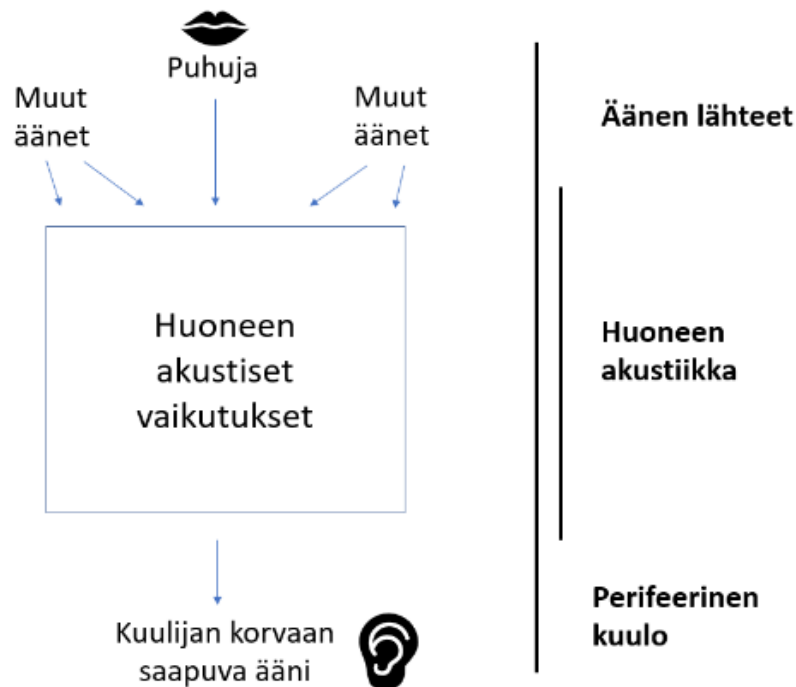 Puhuja
Muut
äänet
Muut
äänet
Äänen lähteet
Huoneen
akustiset
vaikutukset
Huoneen
akustiikka
Kuulijan korvaan
saapuva ääni
Perifeerinen
kuulo